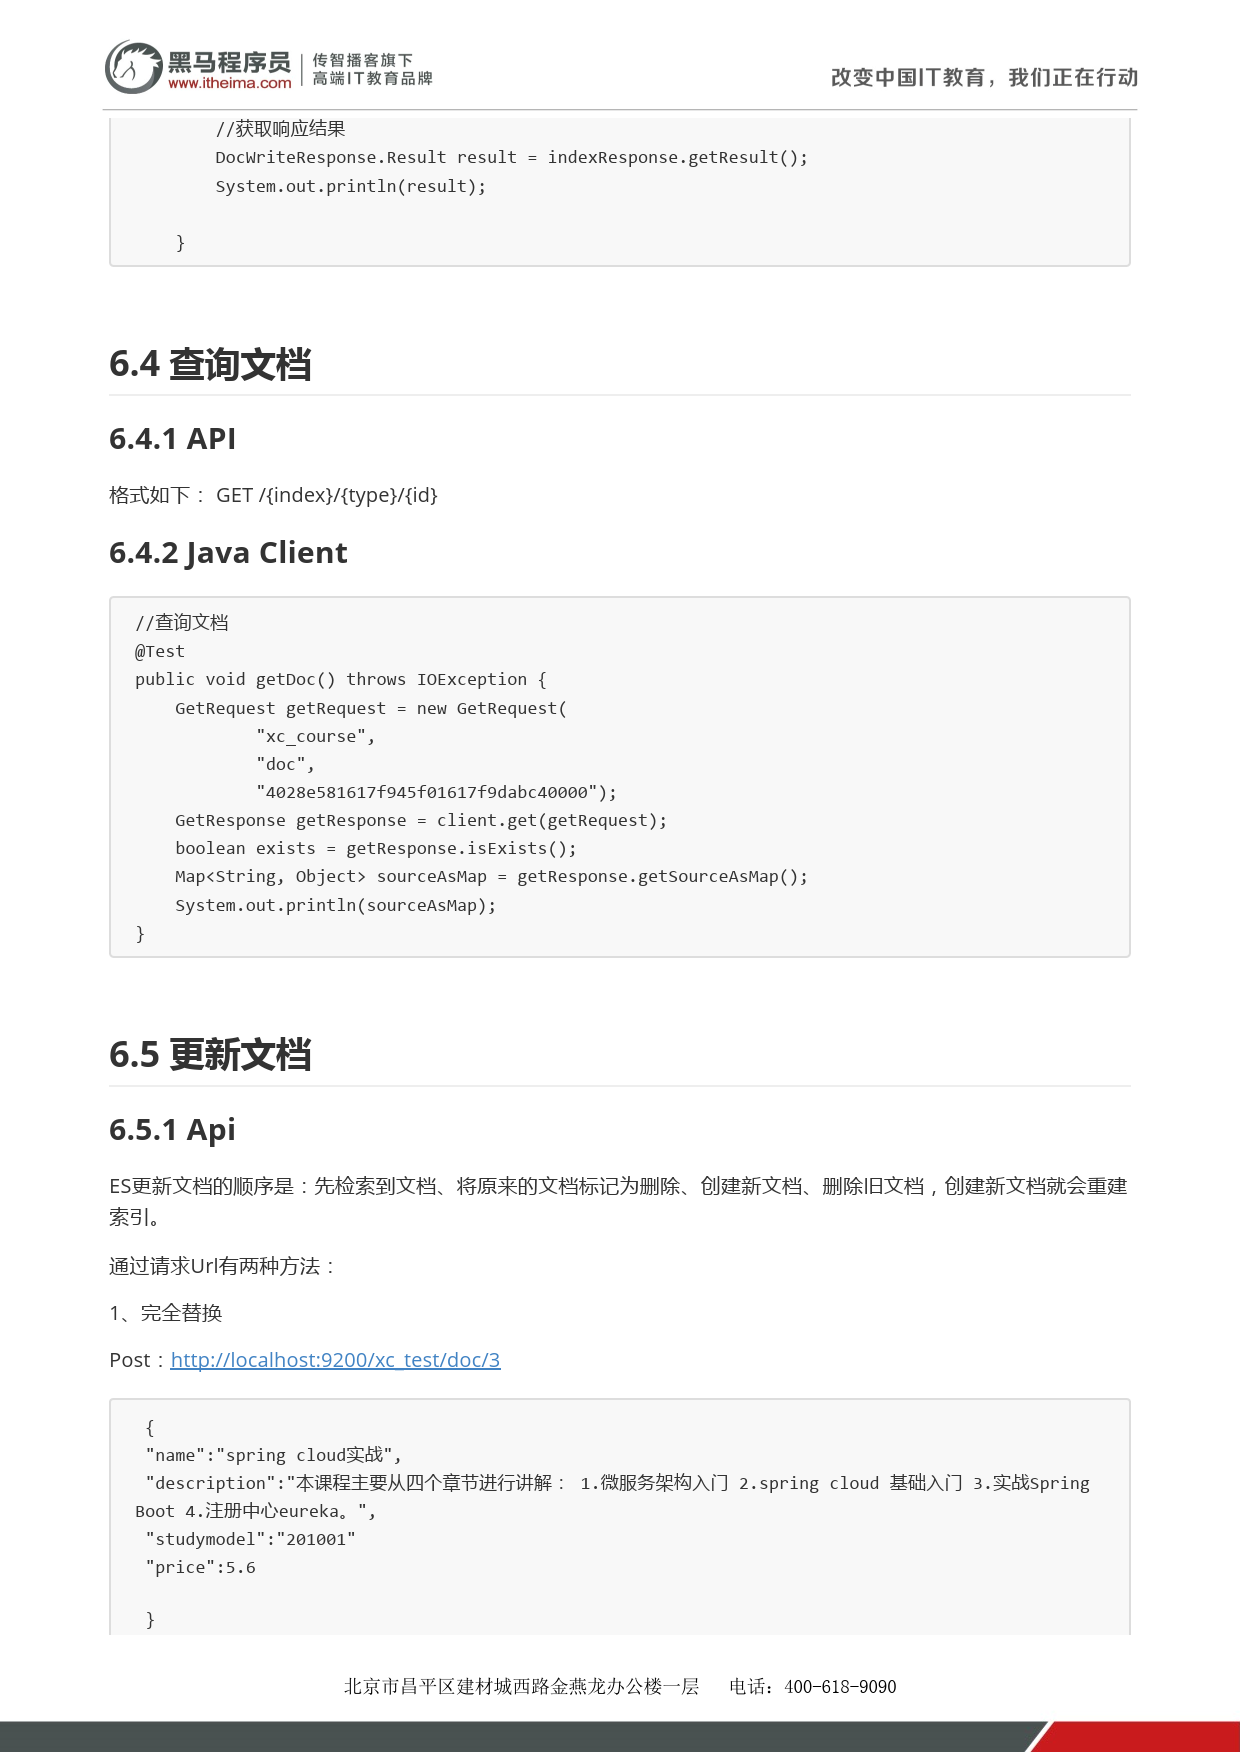 黑马程序员
www.itheima.com
传智播客旗下
高端IT教育品牌
改变中国IT教育，我们正在行动
//获取响应结果
DocWriteResponse.Result result = indexResponse.getResult();
System.out.println(result);
}
6.4 查询文档
6.4.1 API
格式如下： GET /{index}/{type}/{id}
6.4.2 Java Client
//查询文档
@Test
public void getDoc() throws IOException {
GetRequest getRequest = new GetRequest(
"xc_course",
"doc",
"4028e581617f945f01617f9dabc40000");
GetResponse getResponse = client.get(getRequest);
boolean exists = getResponse.isExists();
Map<String, Object> sourceAsMap = getResponse.getSourceAsMap();
System.out.println(sourceAsMap);
}
6.5 更新文档
6.5.1 Api
ES更新文档的顺序是：先检索到文档、将原来的文档标记为删除、创建新文档、删除旧文档，创建新文档就会重建
索引。
通过请求Url有两种方法：
1、完全替换
Post：http://localhost:9200/xc_test/doc/3
{
"name":"spring cloud实战",
"description":"本课程主要从四个章节进行讲解： 1.微服务架构入门 2.spring cloud 基础入门 3.实战Spring
Boot 4.注册中心eureka。",
"studymodel":"201001"
"price":5.6
}
北京市昌平区建材城西路金燕龙办公楼一层 电话：400-618-9090